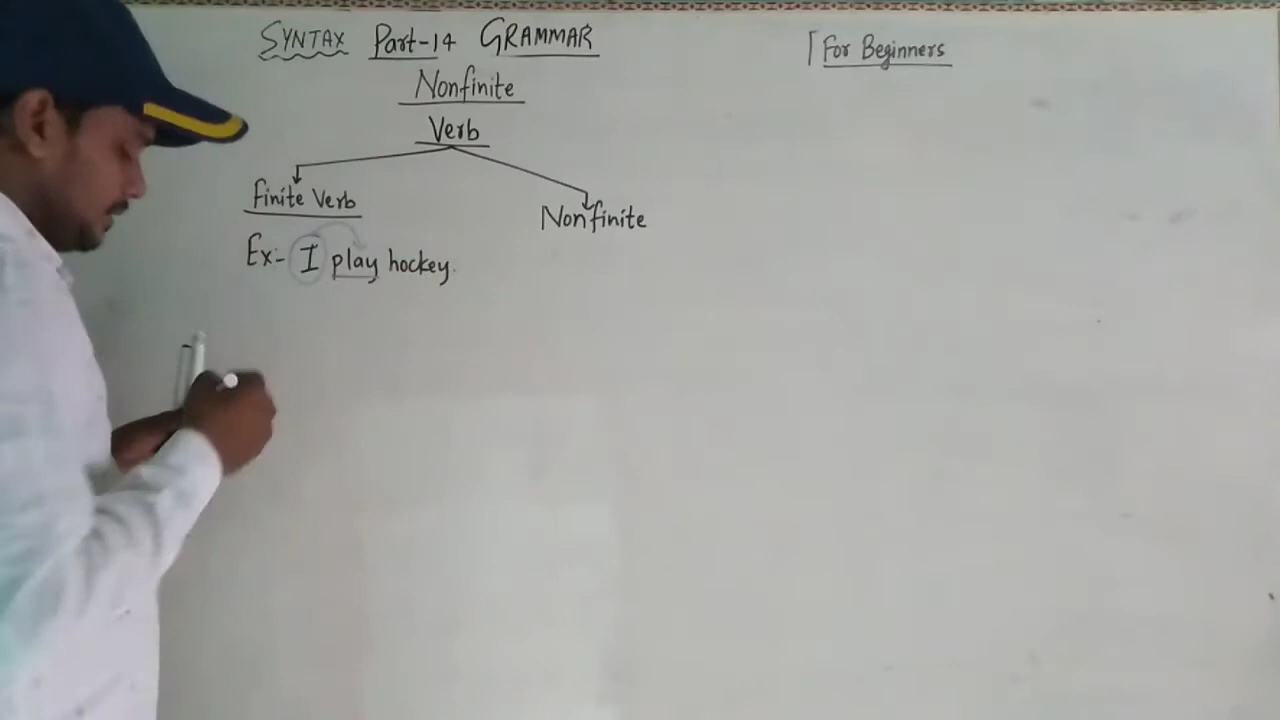 SYNTAX Part-14 GRAMMAR
For Beginners
Nonfinite
Verb
Finite Verb
Nonfinite
Ex:- I play hockey.